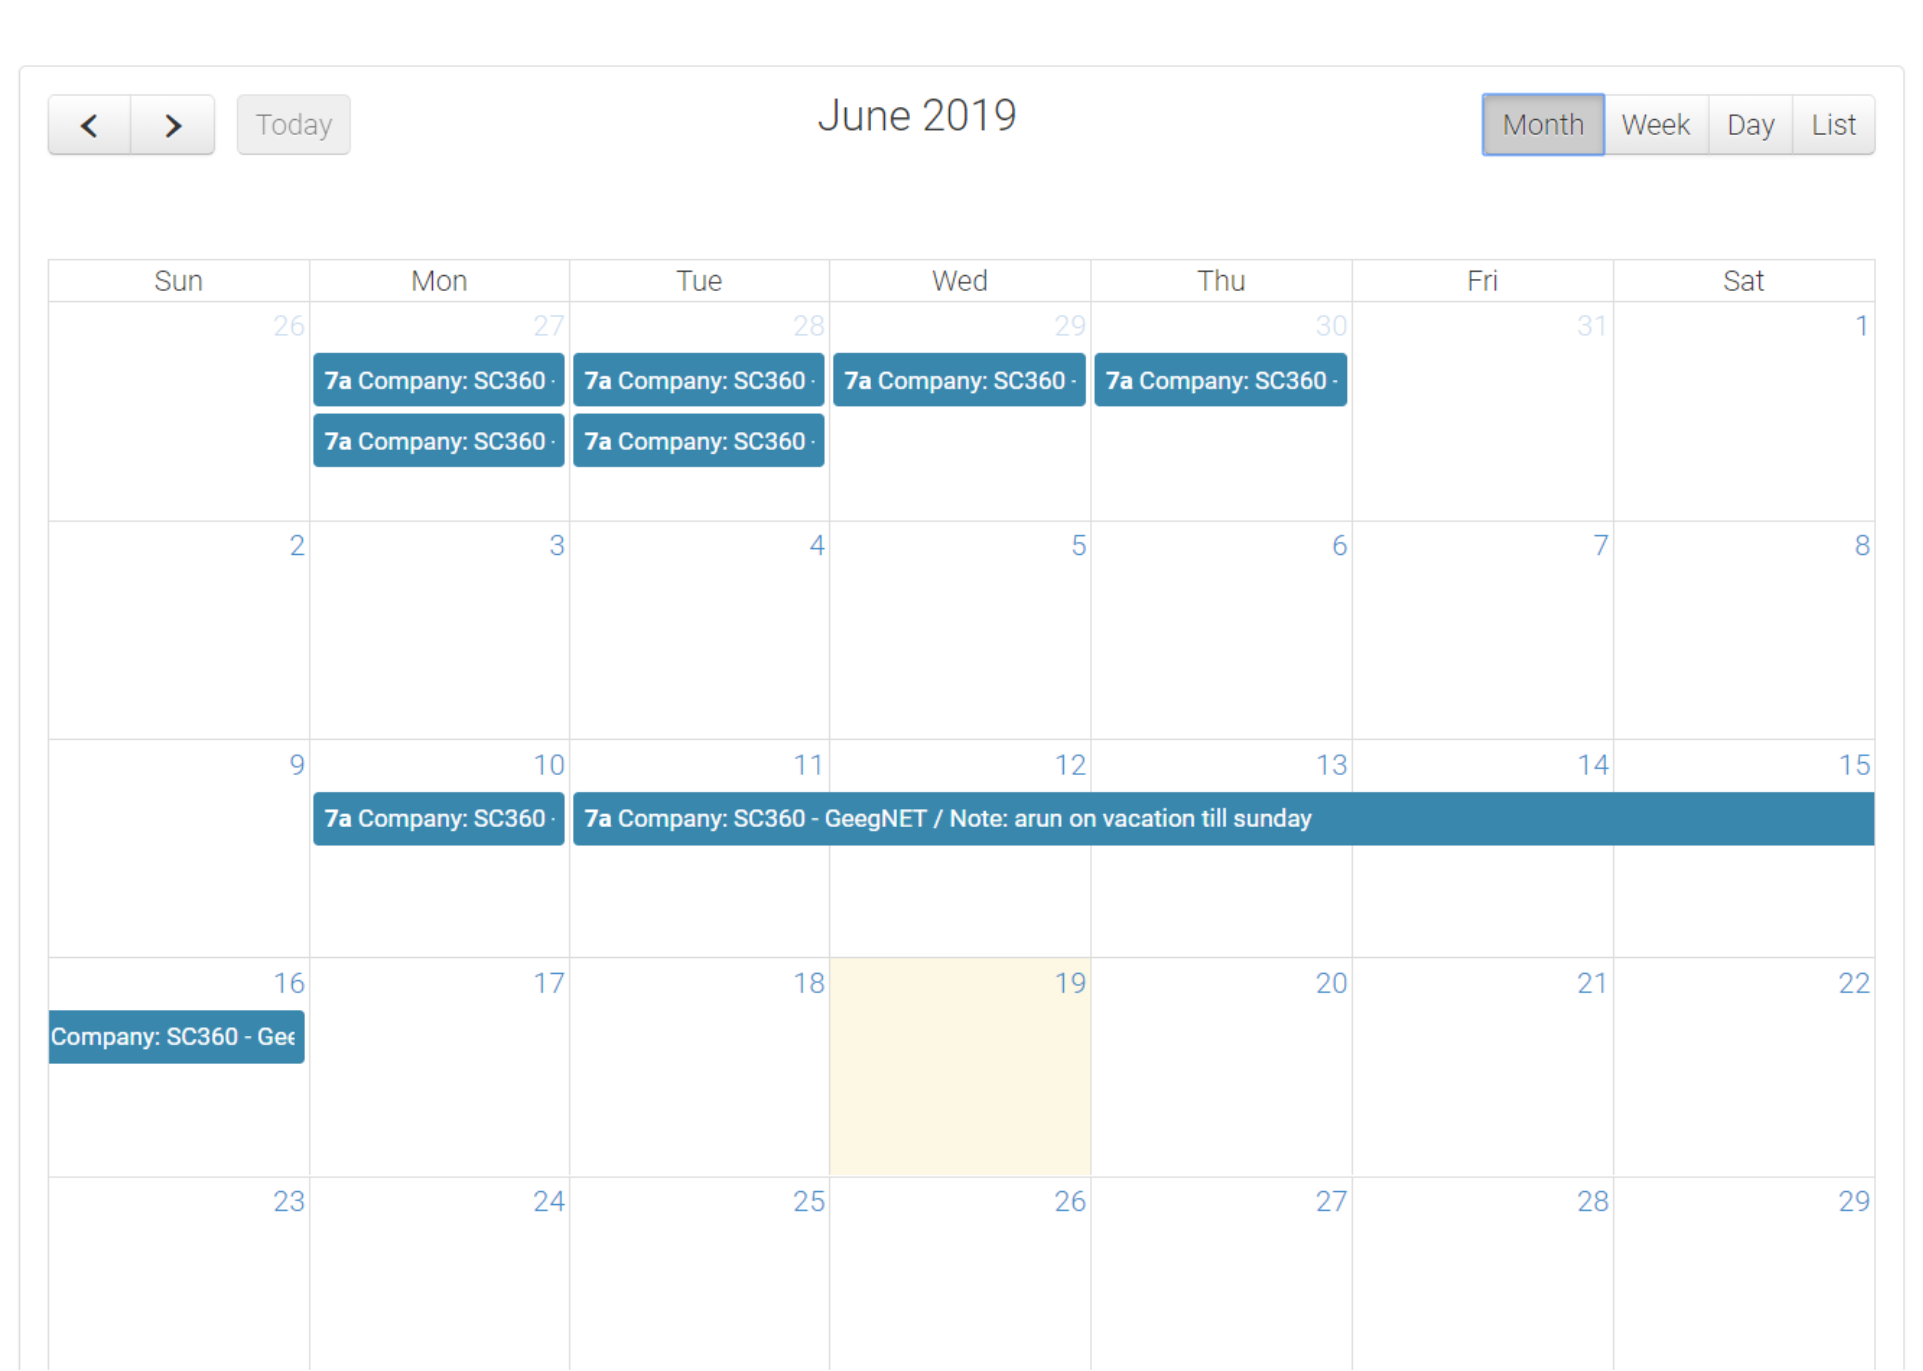 Today
June 2019
Month Week Day List
Sun Mon Tue Wed Thu Fri Sat
26 27 28 29 30 31 1
7a Company: SC360 - 7a Company: SC360 - 7a Company: SC360 - 7a Company: SC360 -
7a Company: SC360 - 7a Company: SC360 -
2 3 4 5 6 7 8
9 10 11 12 13 14 15
7a Company: SC360 - 7a Company: SC360 - GeegNET / Note: arun on vacation till sunday
16 17 18 19 20 21 22
Company: SC360 - Gee
23 24 25 26 27 28 29